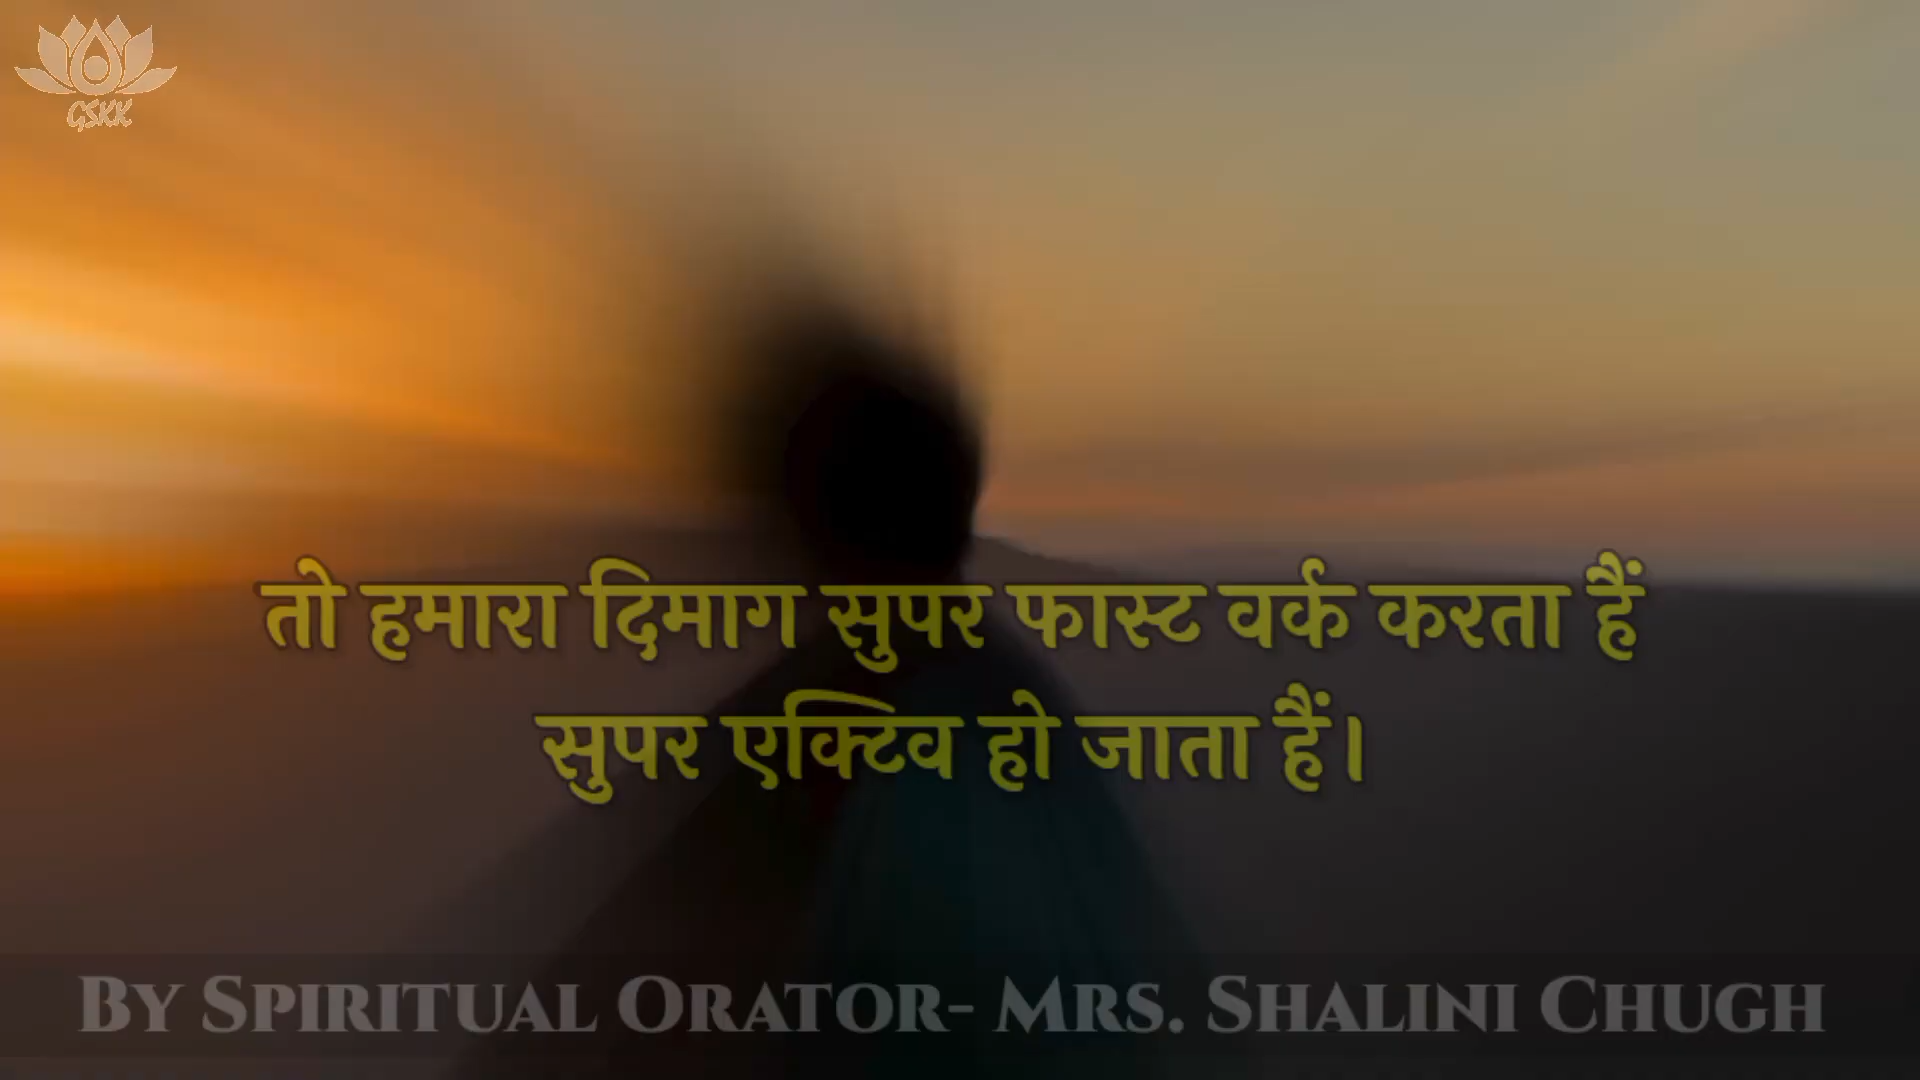 GSKK
तो हमारा दिमाग सुपर फास्ट वर्क करता हैं
सुपर एक्टिव हो जाता हैं।
BY SPIRITUAL ORATOR- MRS. SHALINI CHUGH